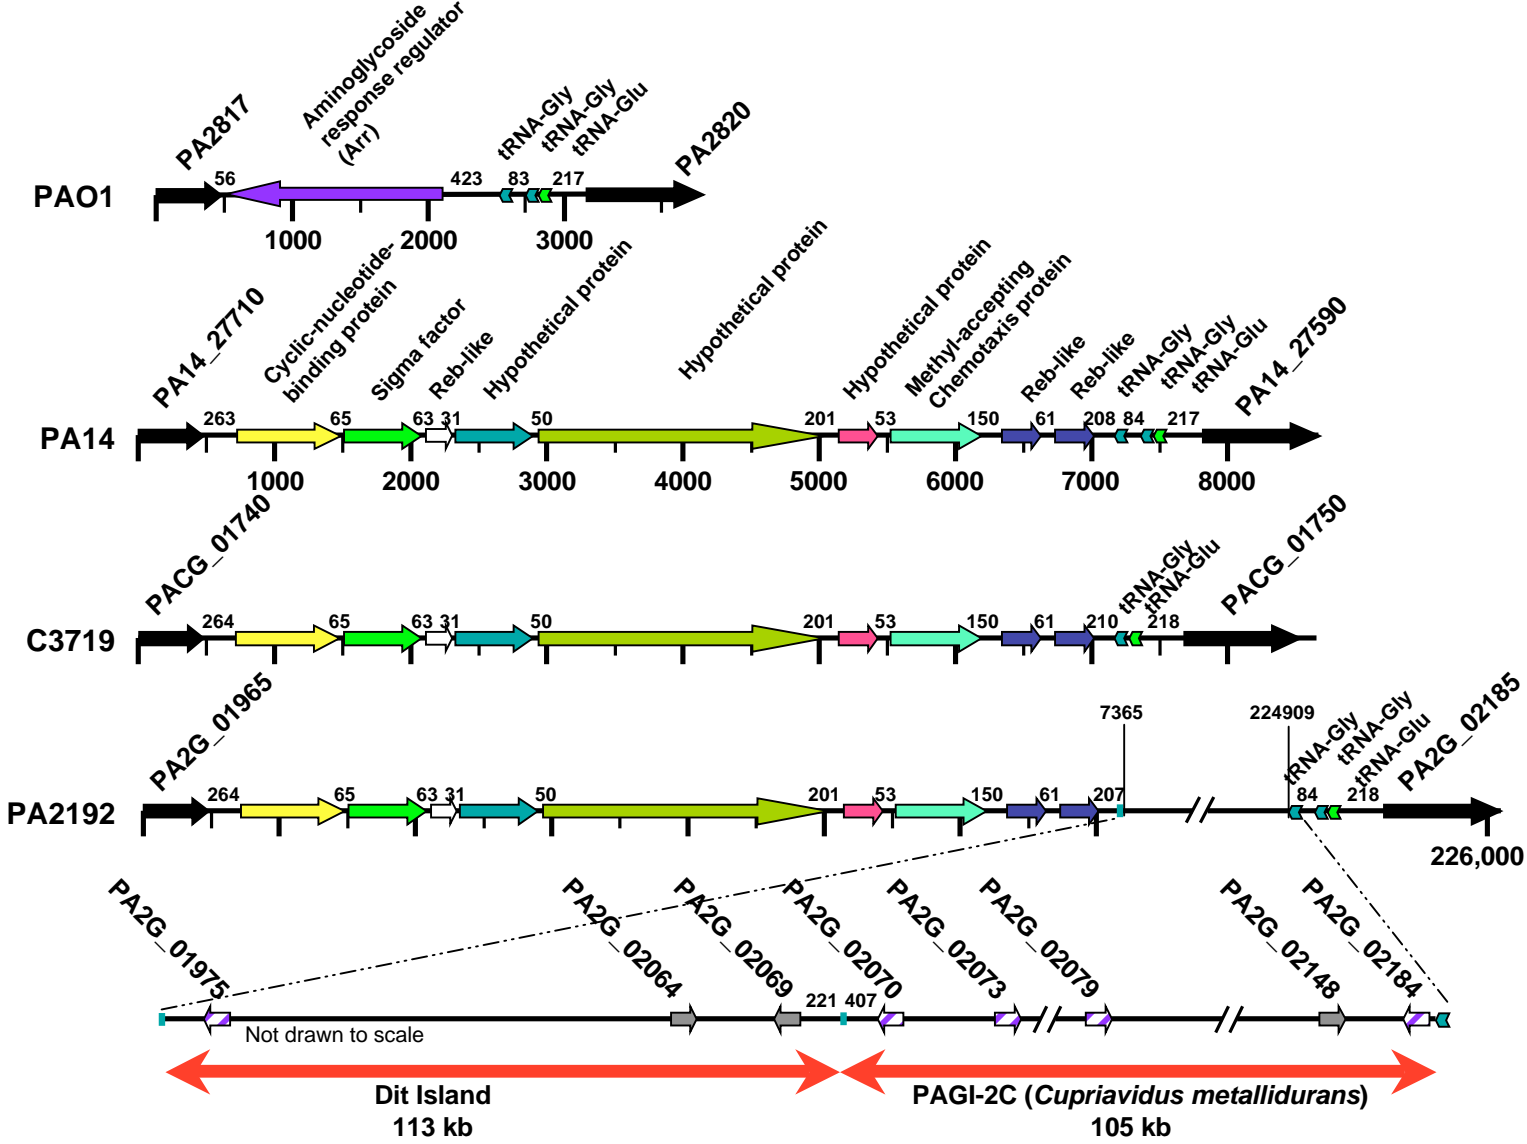 PAO1
PA2817
Aminoglycoside
response regulator
(Arr)
tRNA-Gly
tRNA-Gly
tRNA-Glu
PA2820
56
423
83
217
1000
2000
3000
PA14
PA14_27710
Cyclic-nucleotide-
binding protein
Sigma factor
Reb-like
Hypothetical protein
Hypothetical protein
Hypothetical protein
Methyl-accepting
Chemotaxis protein
Reb-like
Reb-like
tRNA-Gly
tRNA-Gly
tRNA-Glu
PA14_27590
263
65
63
31
50
201
53
150
61
208
84
217
1000
2000
3000
4000
5000
6000
7000
8000
C3719
PACG_01740
tRNA-Gly
tRNA-Glu
PACG_01750
264
65
63
31
50
201
53
150
61
210
218
PA2192
PA2G_01965
7365
224909
tRNA-Gly
tRNA-Gly
tRNA-Glu
PA2G_02185
264
65
63
31
50
201
53
150
61
207
84
218
226,000
PA2G_01975
PA2G_02064
PA2G_02069
PA2G_02070
PA2G_02073
PA2G_02079
PA2G_02148
PA2G_02184
221
407
Not drawn to scale
Dit Island
113 kb
PAGI-2C (Cupriavidus metallidurans)
105 kb